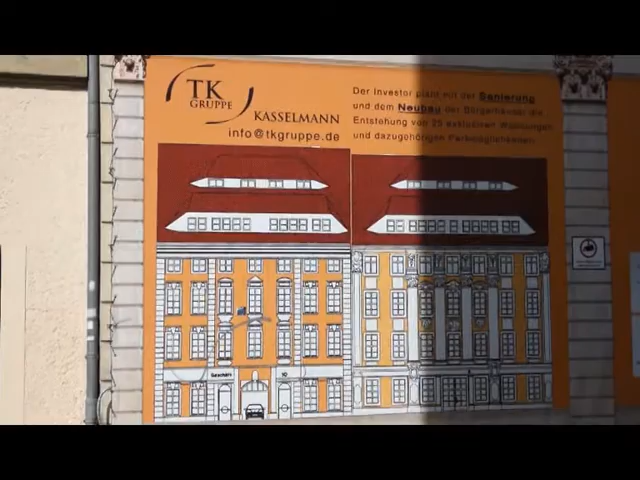 TK
GRUPPE
KASSELMANN
info@tkgruppe.de
Der Investor plant mit der Sanierung
und dem Neubau der Bürgerhäuser die
Entstehung von 25 exklusiven Wohnungen
und dazugehörigen Parkmöglichkeiten.
10